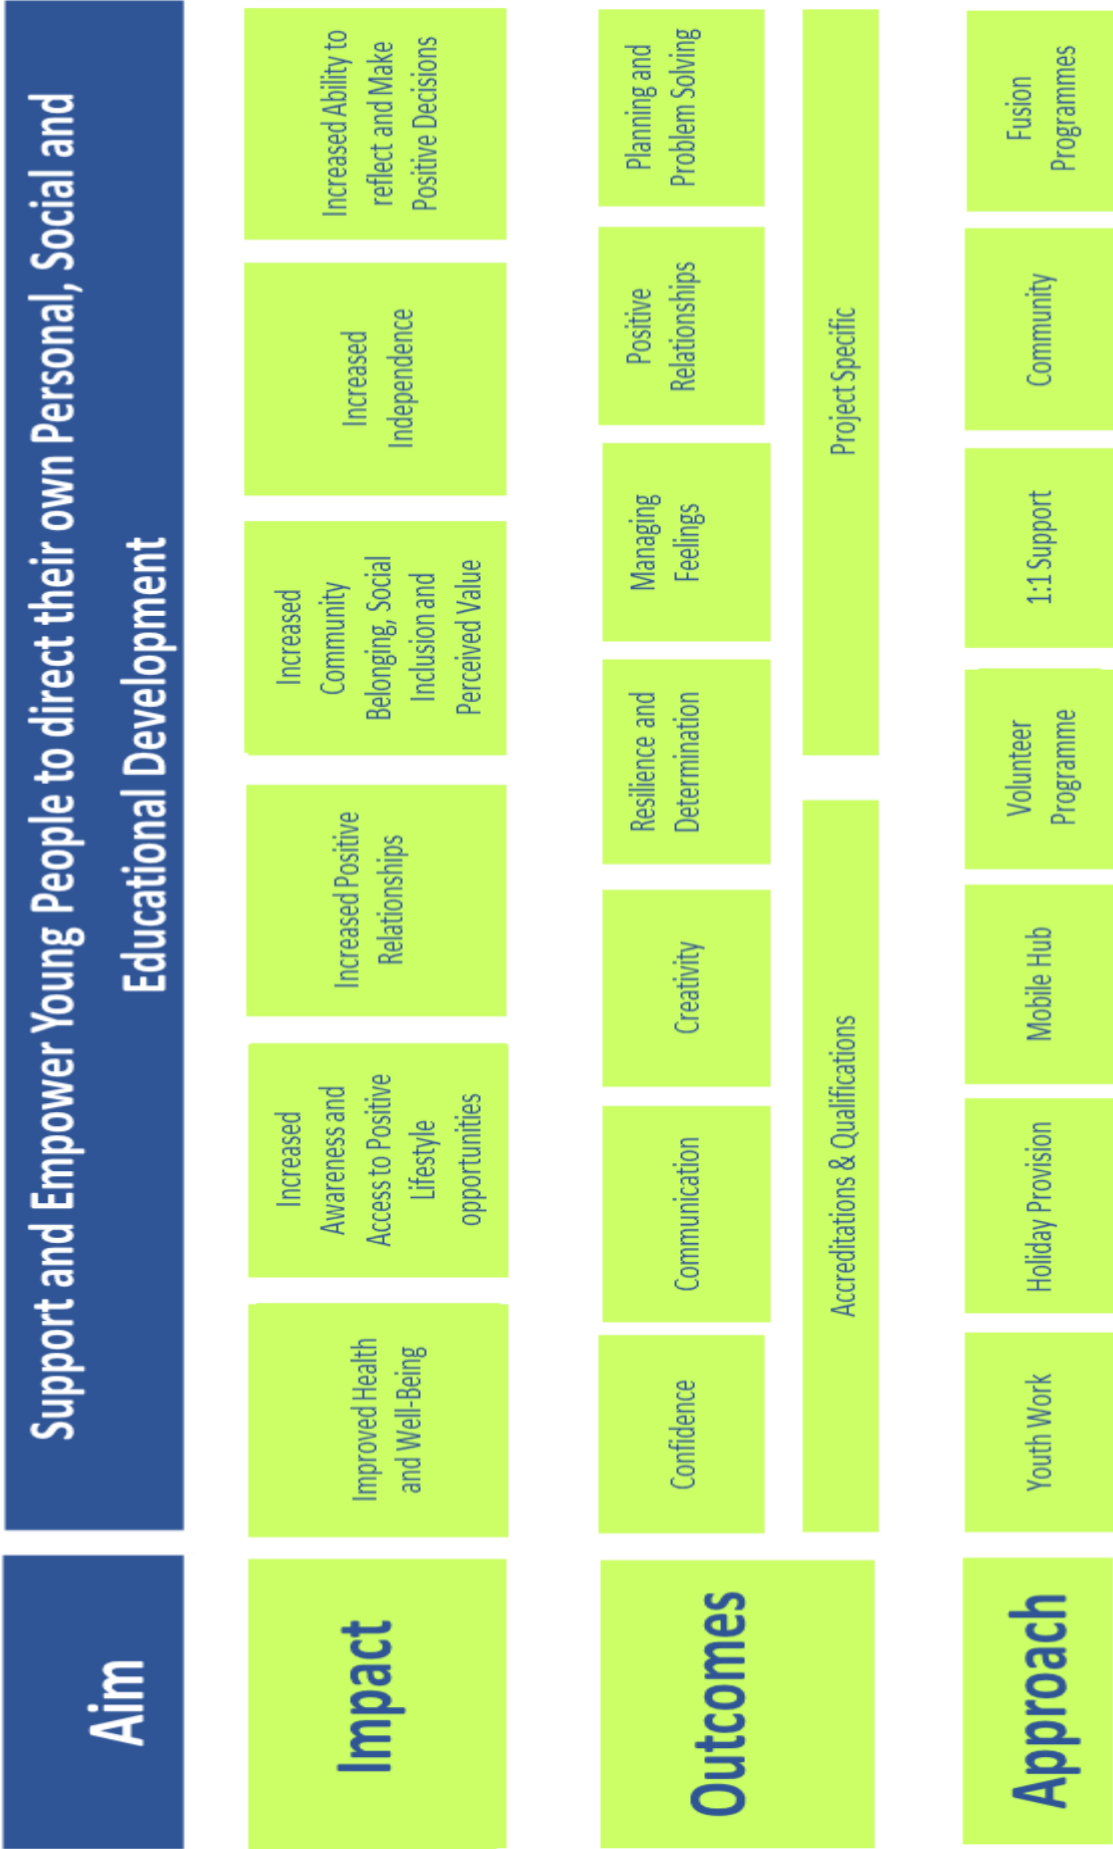 Aim
Support and Empower Young People to direct their own Personal, Social and
Educational Development
Impact
Improved Health
and Well-Being
Increased
Awareness and
Access to Positive
Lifestyle
opportunities
Increased Positive
Relationships
Increased
Community
Belonging, Social
Inclusion and
Perceived Value
Increased
Independence
Increased Ability to
reflect and Make
Positive Decisions
Outcomes
Confidence
Communication
Creativity
Resilience and
Determination
Managing
Feelings
Positive
Relationships
Planning and
Problem Solving
Accreditations & Qualifications
Project Specific
Approach
Youth Work
Holiday Provision
Mobile Hub
Volunteer
Programme
1:1 Support
Community
Fusion
Programmes